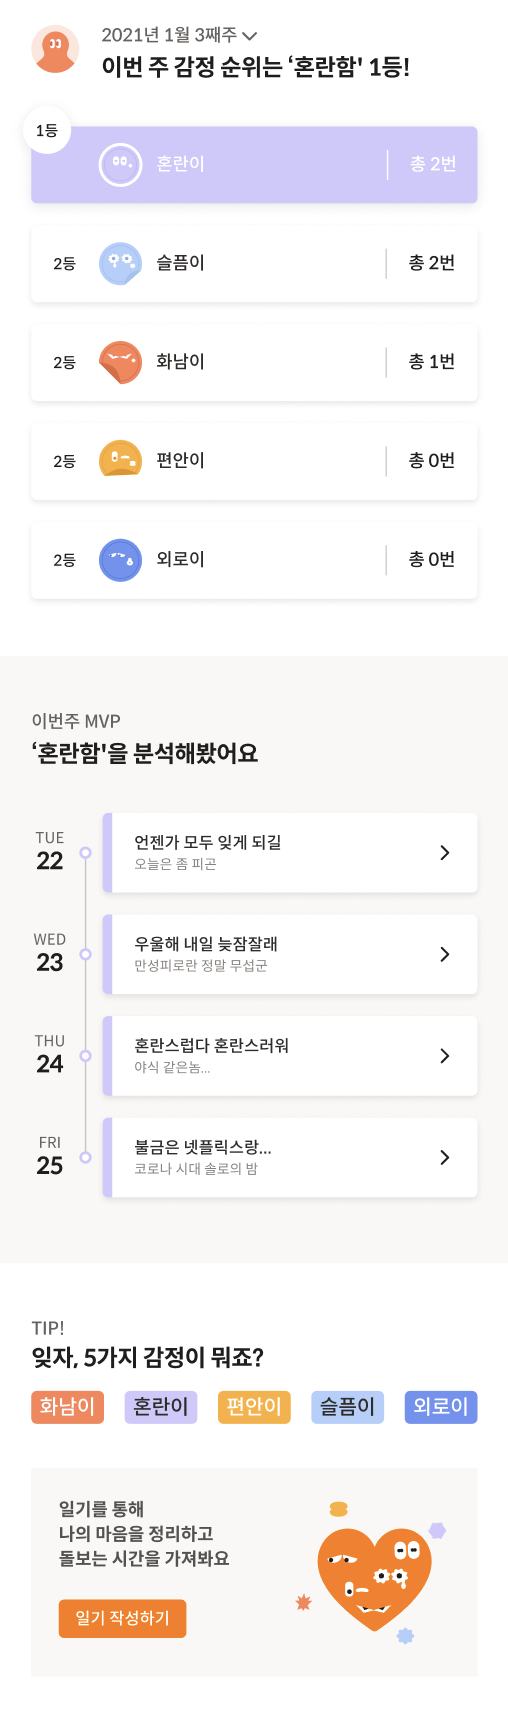 2021년 1월 3째주
이번 주 감정 순위는 ‘혼란함' 1등!
1등
혼란이
총 2번
2등
슬픔이
총 2번
2등
화남이
총 1번
2등
편안이
총 0번
2등
외로이
총 0번
이번주 MVP
‘혼란함'을 분석해봤어요
TUE
22
언젠가 모두 잊게 되길
오늘은 좀 피곤
WED
23
우울해 내일 늦잠잘래
만성피로란 정말 무섭군
THU
24
혼란스럽다 혼란스러워
야식 같은놈...
FRI
25
불금은 넷플릭스랑...
코로나 시대 솔로의 밤
TIP!
잊자, 5가지 감정이 뭐죠?
화남이
혼란이
편안이
슬픔이
외로이
일기를 통해
나의 마음을 정리하고
돌보는 시간을 가져봐요
일기 작성하기